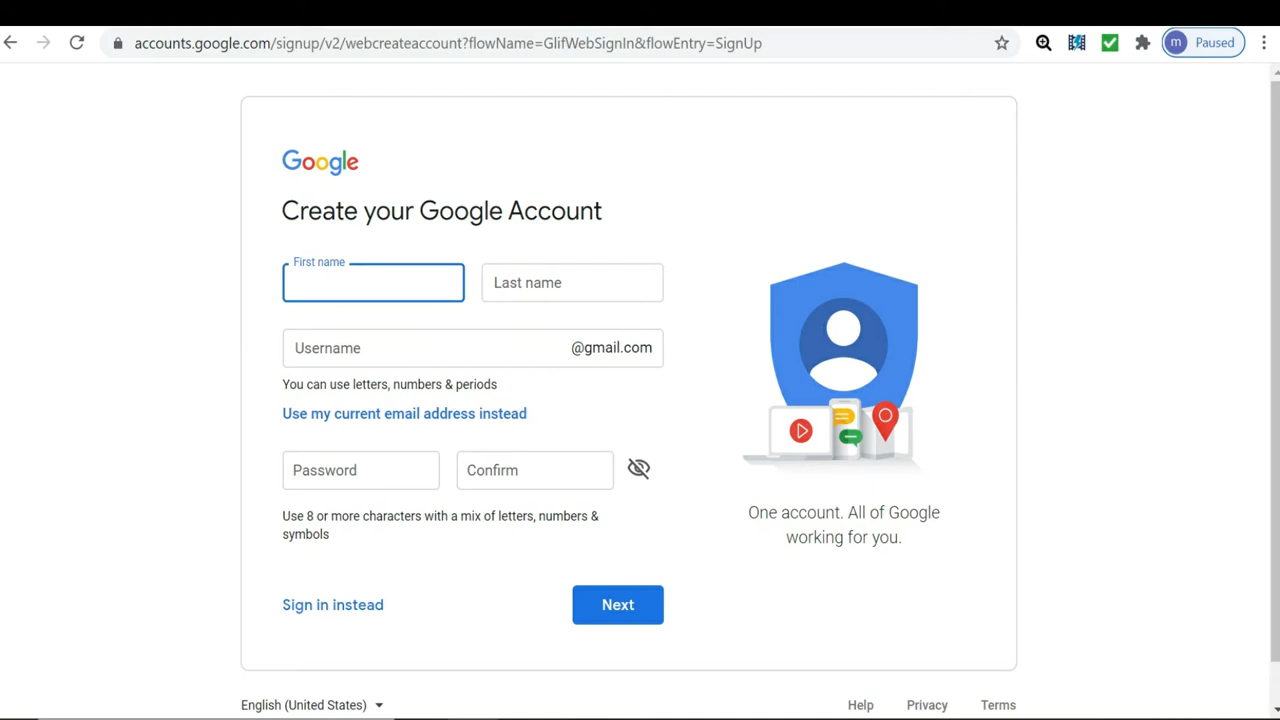 accounts.google.com/signup/v2/webcreateaccount?flowName=GlifWebSignIn&flowEntry=SignUp
m Paused
Google
Create your Google Account
First name
Last name
Username @gmail.com
You can use letters, numbers & periods
Use my current email address instead
Password
Confirm
Use 8 or more characters with a mix of letters, numbers &
symbols
Sign in instead
Next
One account. All of Google
working for you.
English (United States)
Help
Privacy
Terms